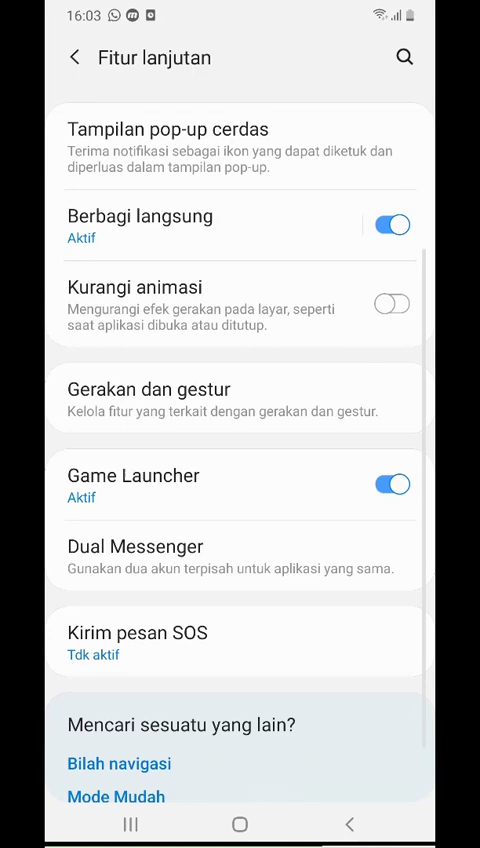 16:03
Fitur lanjutan
Tampilan pop-up cerdas
Terima notifikasi sebagai ikon yang dapat diketuk dan
diperluas dalam tampilan pop-up.
Berbagi langsung
Aktif
Kurangi animasi
Mengurangi efek gerakan pada layar, seperti
saat aplikasi dibuka atau ditutup.
Gerakan dan gestur
Kelola fitur yang terkait dengan gerakan dan gestur.
Game Launcher
Aktif
Dual Messenger
Gunakan dua akun terpisah untuk aplikasi yang sama.
Kirim pesan SOS
Tdk aktif
Mencari sesuatu yang lain?
Bilah navigasi
Mode Mudah